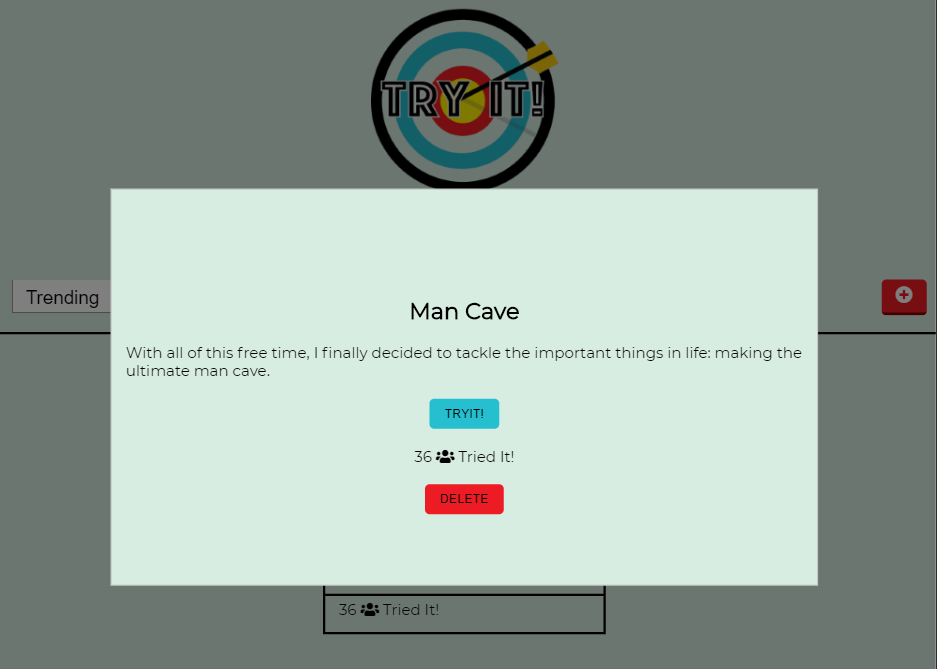 TRY IT!
Trending
Man Cave
With all of this free time, I finally decided to tackle the important things in life: making the
ultimate man cave.
TRYIT!
36 Tried It!
DELETE
36 Tried It!